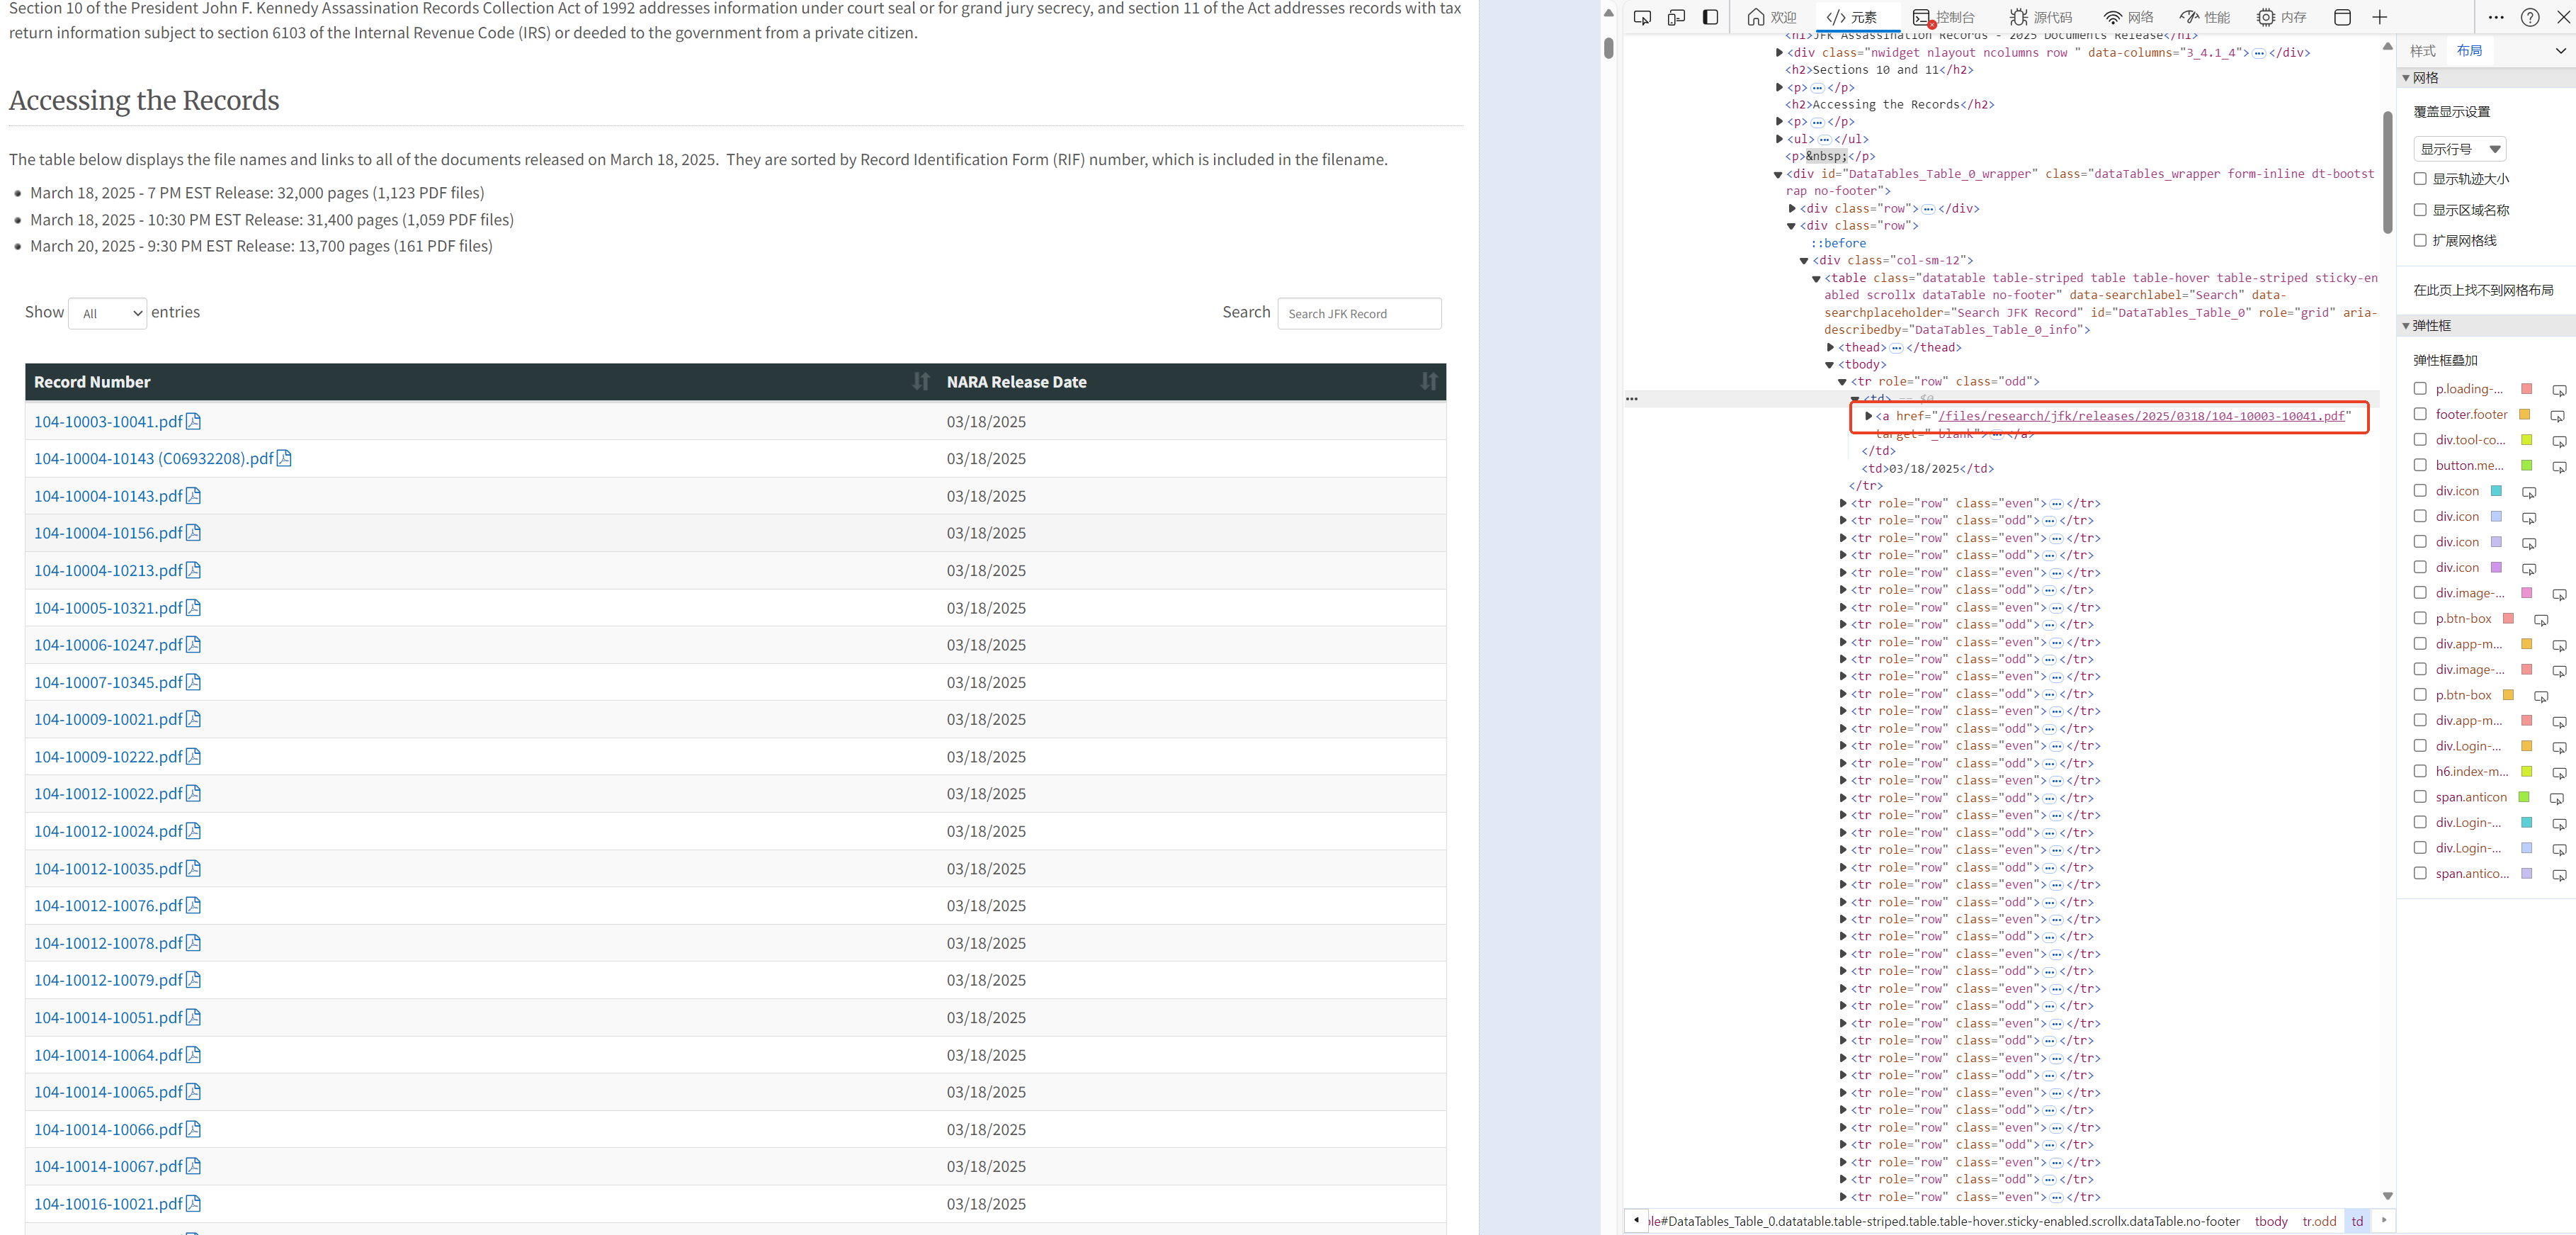 Section 10 of the President John F. Kennedy Assassination Records Collection Act of 1992 addresses information under court seal or for grand jury secrecy, and section 11 of the Act addresses records with tax
return information subject to section 6103 of the Internal Revenue Code (IRS) or deeded to the government from a private citizen.
Accessing the Records
The table below displays the file names and links to all of the documents released on March 18, 2025.  They are sorted by Record Identification Form (RIF) number, which is included in the filename.
March 18, 2025 - 7 PM EST Release: 32,000 pages (1,123 PDF files)
March 18, 2025 - 10:30 PM EST Release: 31,400 pages (1,059 PDF files)
March 20, 2025 - 9:30 PM EST Release: 13,700 pages (161 PDF files)
Show All entries
Search Search JFK Record
Record Number NARA Release Date
104-10003-10041.pdf 03/18/2025
104-10004-10143 (C06932208).pdf 03/18/2025
104-10004-10143.pdf 03/18/2025
104-10004-10156.pdf 03/18/2025
104-10004-10213.pdf 03/18/2025
104-10005-10321.pdf 03/18/2025
104-10006-10247.pdf 03/18/2025
104-10007-10345.pdf 03/18/2025
104-10009-10021.pdf 03/18/2025
104-10009-10222.pdf 03/18/2025
104-10012-10022.pdf 03/18/2025
104-10012-10024.pdf 03/18/2025
104-10012-10035.pdf 03/18/2025
104-10012-10076.pdf 03/18/2025
104-10012-10078.pdf 03/18/2025
104-10012-10079.pdf 03/18/2025
104-10014-10051.pdf 03/18/2025
104-10014-10064.pdf 03/18/2025
104-10014-10065.pdf 03/18/2025
104-10014-10066.pdf 03/18/2025
104-10014-10067.pdf 03/18/2025
104-10016-10021.pdf 03/18/2025
欢迎 </> 元素 控制台 源代码 网络 性能 内存
<h1>JFK Assassination Records - 2025 Documents Release</h1>
<div class="nwidget nlayout ncolumns row " data-columns="3_4.1_4">…</div>
<h2>Sections 10 and 11</h2>
<p>…</p>
<h2>Accessing the Records</h2>
<p>…</p>
<ul>…</ul>
<p>&nbsp;</p>
<div id="DataTables_Table_0_wrapper" class="dataTables_wrapper form-inline dt-bootst
rap no-footer">
<div class="row">…</div>
<div class="row">
::before
<div class="col-sm-12">
<table class="datatable table-striped table table-hover table-striped sticky-en
abled scrollx dataTable no-footer" data-searchlabel="Search" data-
searchplaceholder="Search JFK Record" id="DataTables_Table_0" role="grid" aria-
describedby="DataTables_Table_0_info">
<thead>…</thead>
<tbody>
<tr role="row" class="odd">
<td> == $0
<a href="/files/research/jfk/releases/2025/0318/104-10003-10041.pdf"
target="_blank">…</a>
</td>
<td>03/18/2025</td>
</tr>
<tr role="row" class="even">…</tr>
<tr role="row" class="odd">…</tr>
<tr role="row" class="even">…</tr>
<tr role="row" class="odd">…</tr>
<tr role="row" class="even">…</tr>
<tr role="row" class="odd">…</tr>
<tr role="row" class="even">…</tr>
<tr role="row" class="odd">…</tr>
<tr role="row" class="even">…</tr>
<tr role="row" class="odd">…</tr>
<tr role="row" class="even">…</tr>
<tr role="row" class="odd">…</tr>
<tr role="row" class="even">…</tr>
<tr role="row" class="odd">…</tr>
<tr role="row" class="even">…</tr>
<tr role="row" class="odd">…</tr>
<tr role="row" class="even">…</tr>
<tr role="row" class="odd">…</tr>
<tr role="row" class="even">…</tr>
<tr role="row" class="odd">…</tr>
<tr role="row" class="even">…</tr>
<tr role="row" class="odd">…</tr>
<tr role="row" class="even">…</tr>
<tr role="row" class="odd">…</tr>
<tr role="row" class="even">…</tr>
<tr role="row" class="odd">…</tr>
<tr role="row" class="even">…</tr>
<tr role="row" class="odd">…</tr>
<tr role="row" class="even">…</tr>
<tr role="row" class="odd">…</tr>
<tr role="row" class="even">…</tr>
<tr role="row" class="odd">…</tr>
<tr role="row" class="even">…</tr>
<tr role="row" class="odd">…</tr>
<tr role="row" class="even">…</tr>
<tr role="row" class="odd">…</tr>
<tr role="row" class="even">…</tr>
<tr role="row" class="odd">…</tr>
<tr role="row" class="even">…</tr>
<tr role="row" class="odd">…</tr>
<tr role="row" class="even">…</tr>
ole#DataTables_Table_0.datatable.table-striped.table.table-hover.sticky-enabled.scrollx.dataTable.no-footer tbody tr.odd td
样式 布局
网格
覆盖显示设置
显示行号
显示轨迹大小
显示区域名称
扩展网格线
在此页上找不到网格布局
弹性框
弹性框叠加
p.loading-...
footer.footer
div.tool-co...
button.me...
div.icon
div.icon
div.icon
div.icon
div.image-...
p.btn-box
div.app-m...
div.image-...
p.btn-box
div.app-m...
div.Login-...
h6.index-m...
span.anticon
div.Login-...
div.Login-...
span.antico...